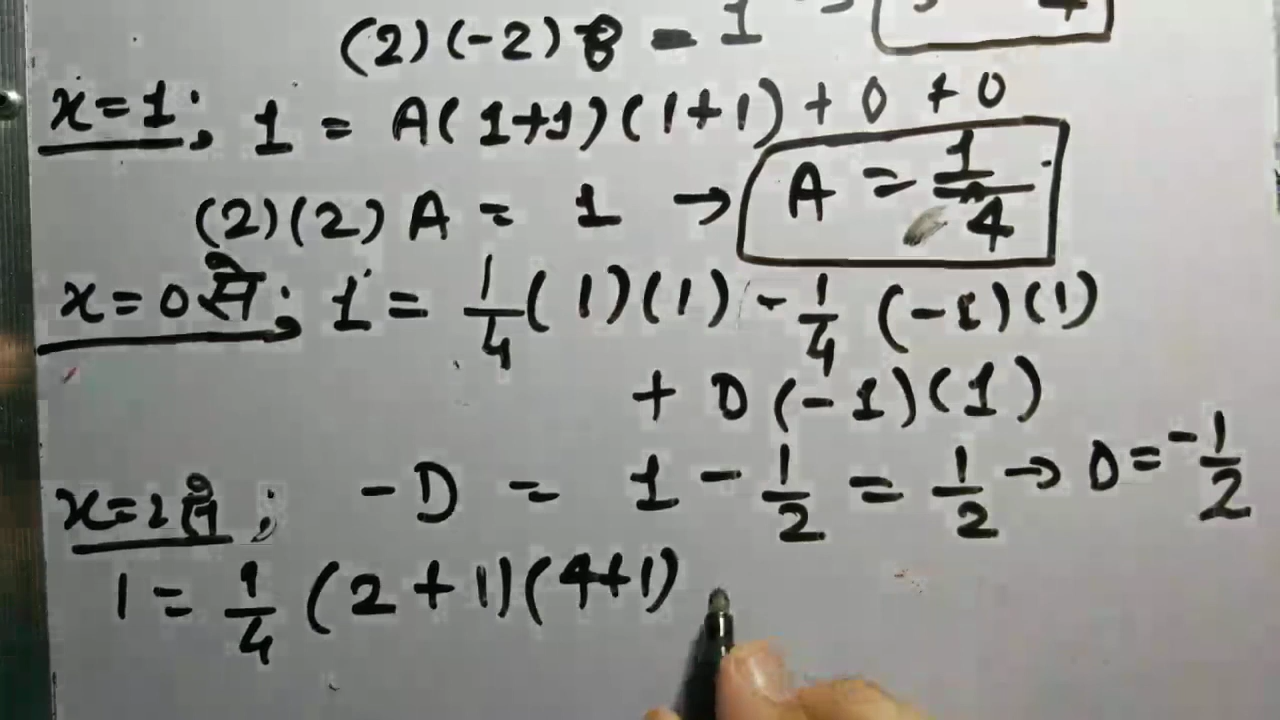 (2)(-2) B = 1 →
x=1; 1 = A(1+1)(1+1) + 0 + 0
(2)(2) A = 1 → A = 1/4
x=0 से; 1 = 1/4 (1)(1) - 1/4 (-1)(1)
+ D(-1)(1)
x=2 से; -D = 1 - 1/2 = 1/2 → D = -1/2
1 = 1/4 (2+1)(4+1)